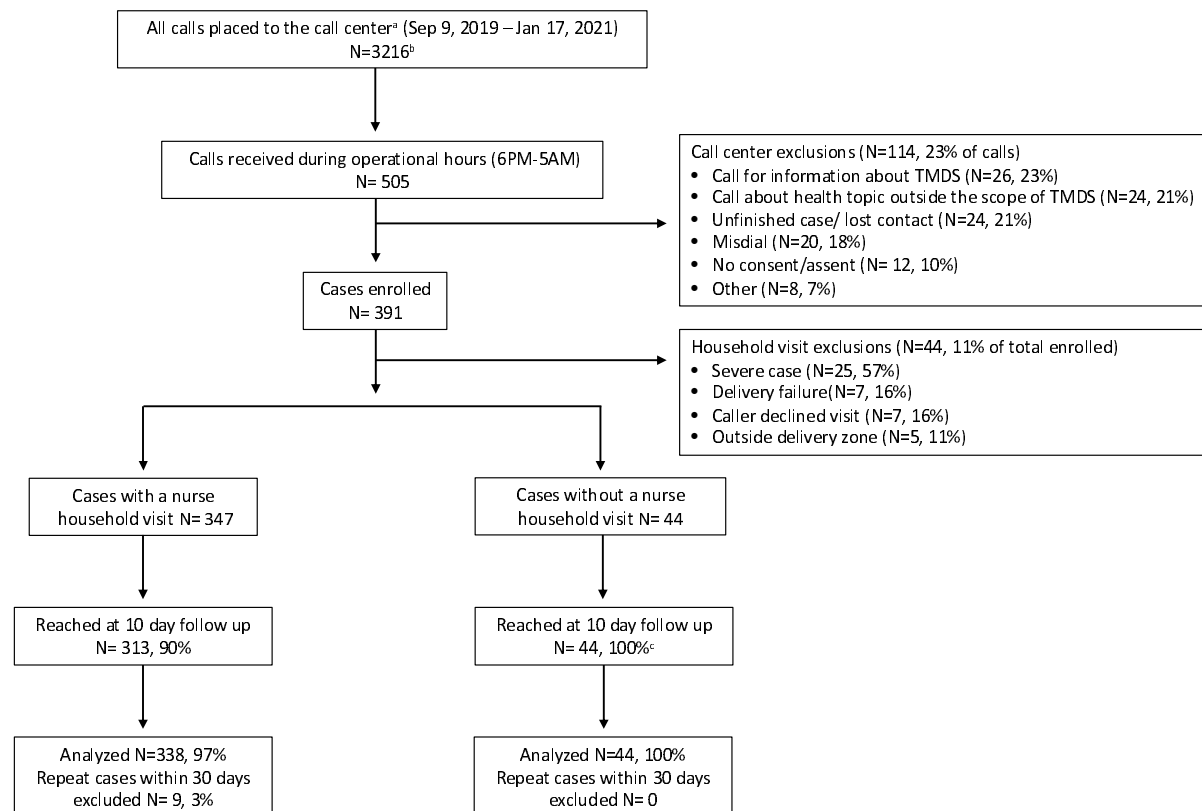 All calls placed to the call centerᵃ (Sep 9, 2019 – Jan 17, 2021)
N=3216ᵇ
Calls received during operational hours (6PM-5AM)
N= 505
Call center exclusions (N=114, 23% of calls)
• Call for information about TMDS (N=26, 23%)
• Call about health topic outside the scope of TMDS (N=24, 21%)
• Unfinished case/ lost contact (N=24, 21%)
• Misdial (N=20, 18%)
• No consent/assent (N= 12, 10%)
• Other (N=8, 7%)
Cases enrolled
N= 391
Household visit exclusions (N=44, 11% of total enrolled)
• Severe case (N=25, 57%)
• Delivery failure(N=7, 16%)
• Caller declined visit (N=7, 16%)
• Outside delivery zone (N=5, 11%)
Cases with a nurse
household visit N= 347
Cases without a nurse
household visit N= 44
Reached at 10 day follow up
N= 313, 90%
Reached at 10 day follow up
N= 44, 100%ᶜ
Analyzed N=338, 97%
Repeat cases within 30 days
excluded N= 9, 3%
Analyzed N=44, 100%
Repeat cases within 30 days
excluded N= 0